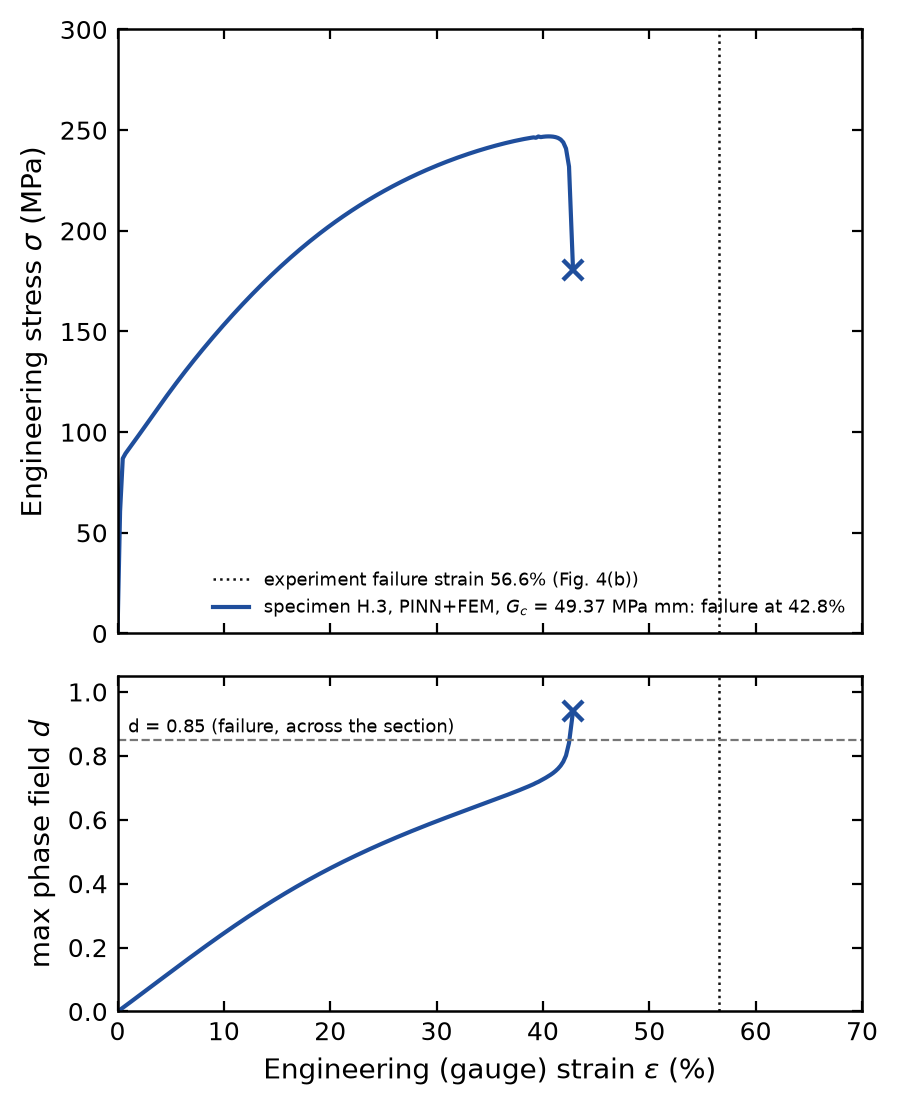 300
250
200
150
100
50
0
Engineering stress σ (MPa)
experiment failure strain 56.6% (Fig. 4(b))
specimen H.3, PINN+FEM, G_c = 49.37 MPa mm: failure at 42.8%
1.0
0.8
0.6
0.4
0.2
0.0
max phase field d
d = 0.85 (failure, across the section)
0 10 20 30 40 50 60 70
Engineering (gauge) strain ε (%)